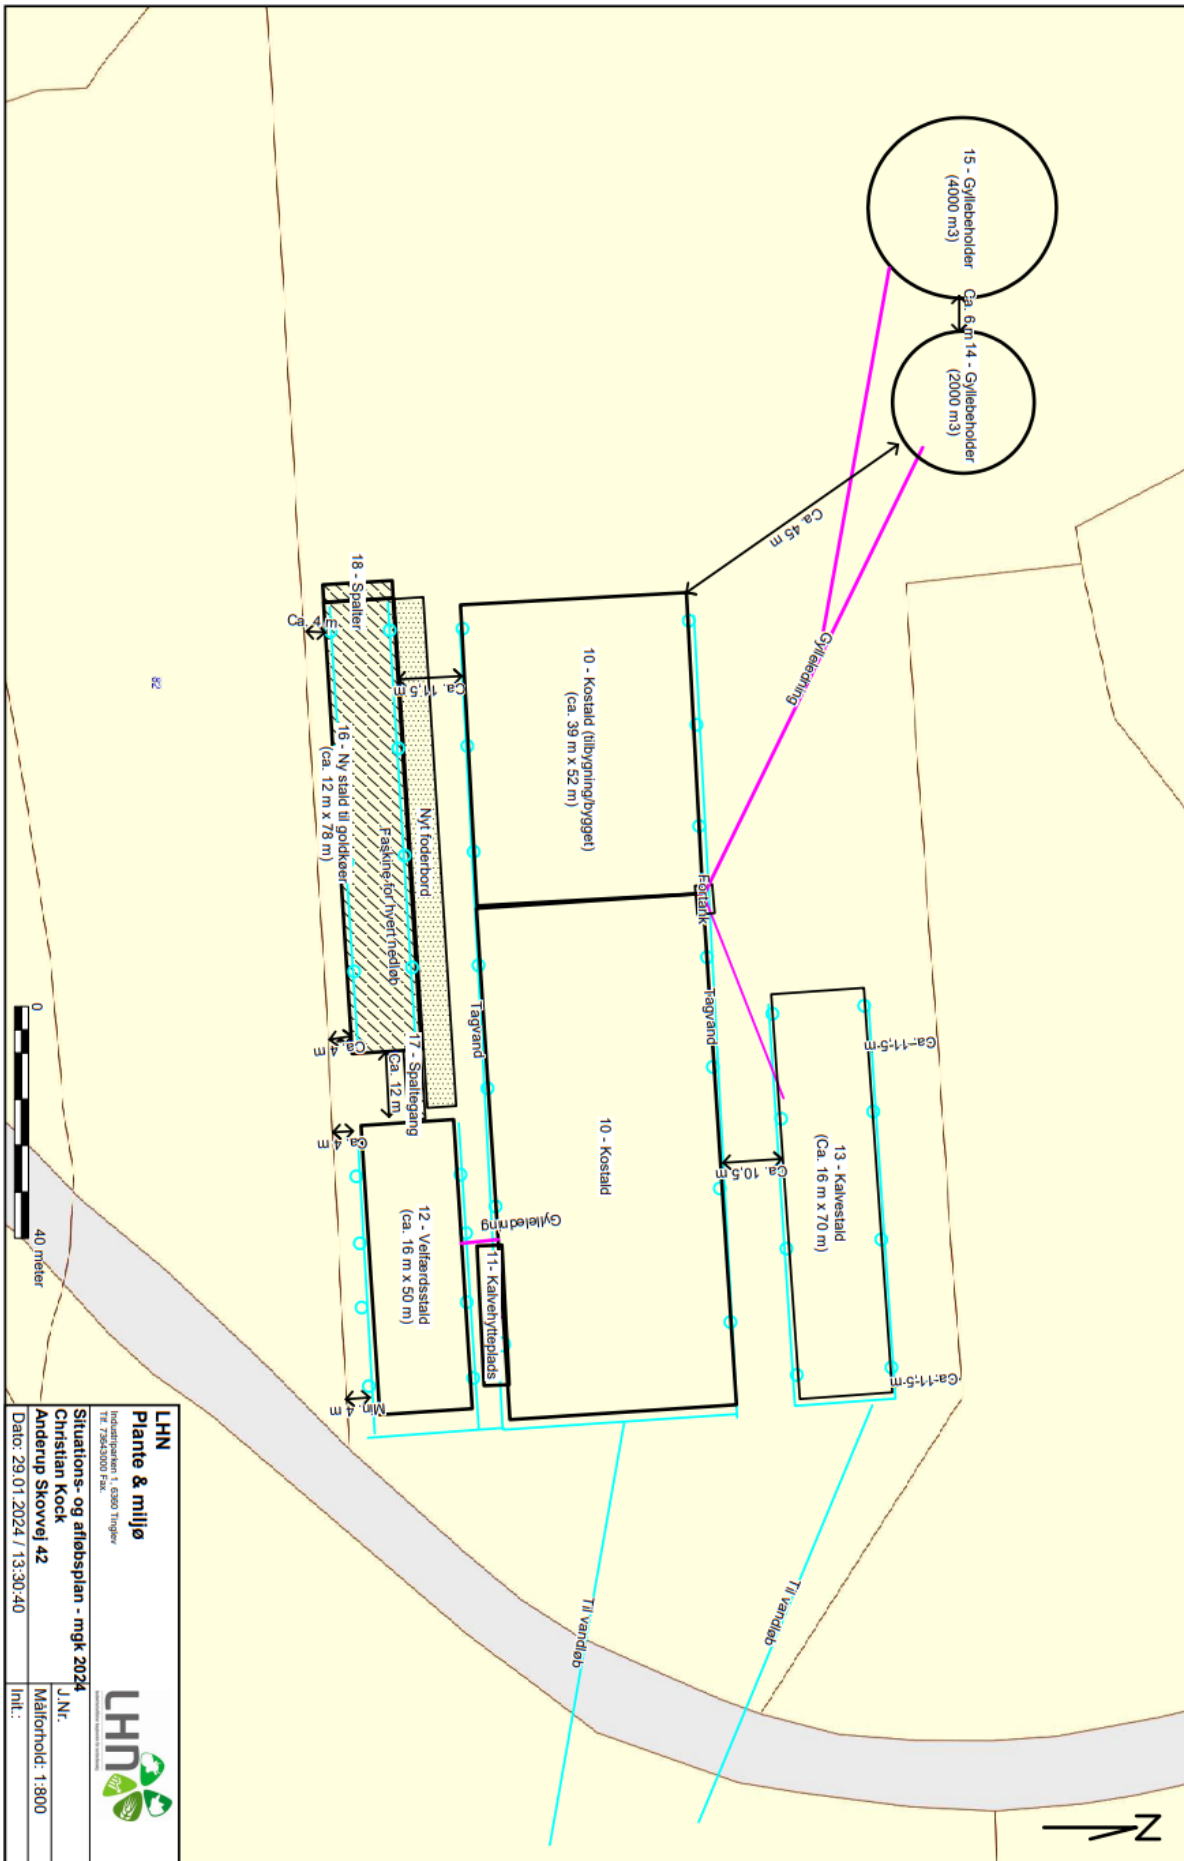 15 - Gyllebeholder
(4000 m3)
Ca. 6 m
14 - Gyllebeholder
(2000 m3)
Ca. 45 m
Gylleledning
18 - Spalter
Ca. 4 m
Ca. 11,5 m
10 - Kostald (tilbygning/bygget)
(ca. 39 m x 52 m)
16 - Ny stald til goldkøer
(ca. 12 m x 78 m)
Faskine for hvert nedløb
Nyt foderbord
Fortank
Tagvand
Tagvand
17 - Spaltegang
Ca. 12 m
Ca. 4 m
Ca. 4 m
10 - Kostald
Ca. 10,5 m
13 - Kalvestald
(Ca. 16 m x 70 m)
Ca. 11,5 m
Ca. 11,5 m
12 - Velfærdsstald
(ca. 16 m x 50 m)
Gylleledning
11- Kalvehytteplads
Min. 4 m
Til vandløb
Til vandløb
82
0
40 meter
N
LHN
Plante & miljø
Industriparken 1, 6360 Tinglev
Tlf. 73643000 Fax.
LHN
Situations- og afløbsplan - mgk 2024
Christian Kock
J.Nr.
Anderup Skovvej 42
Målforhold: 1:800
Dato: 29.01.2024 / 13:30:40
Init.: